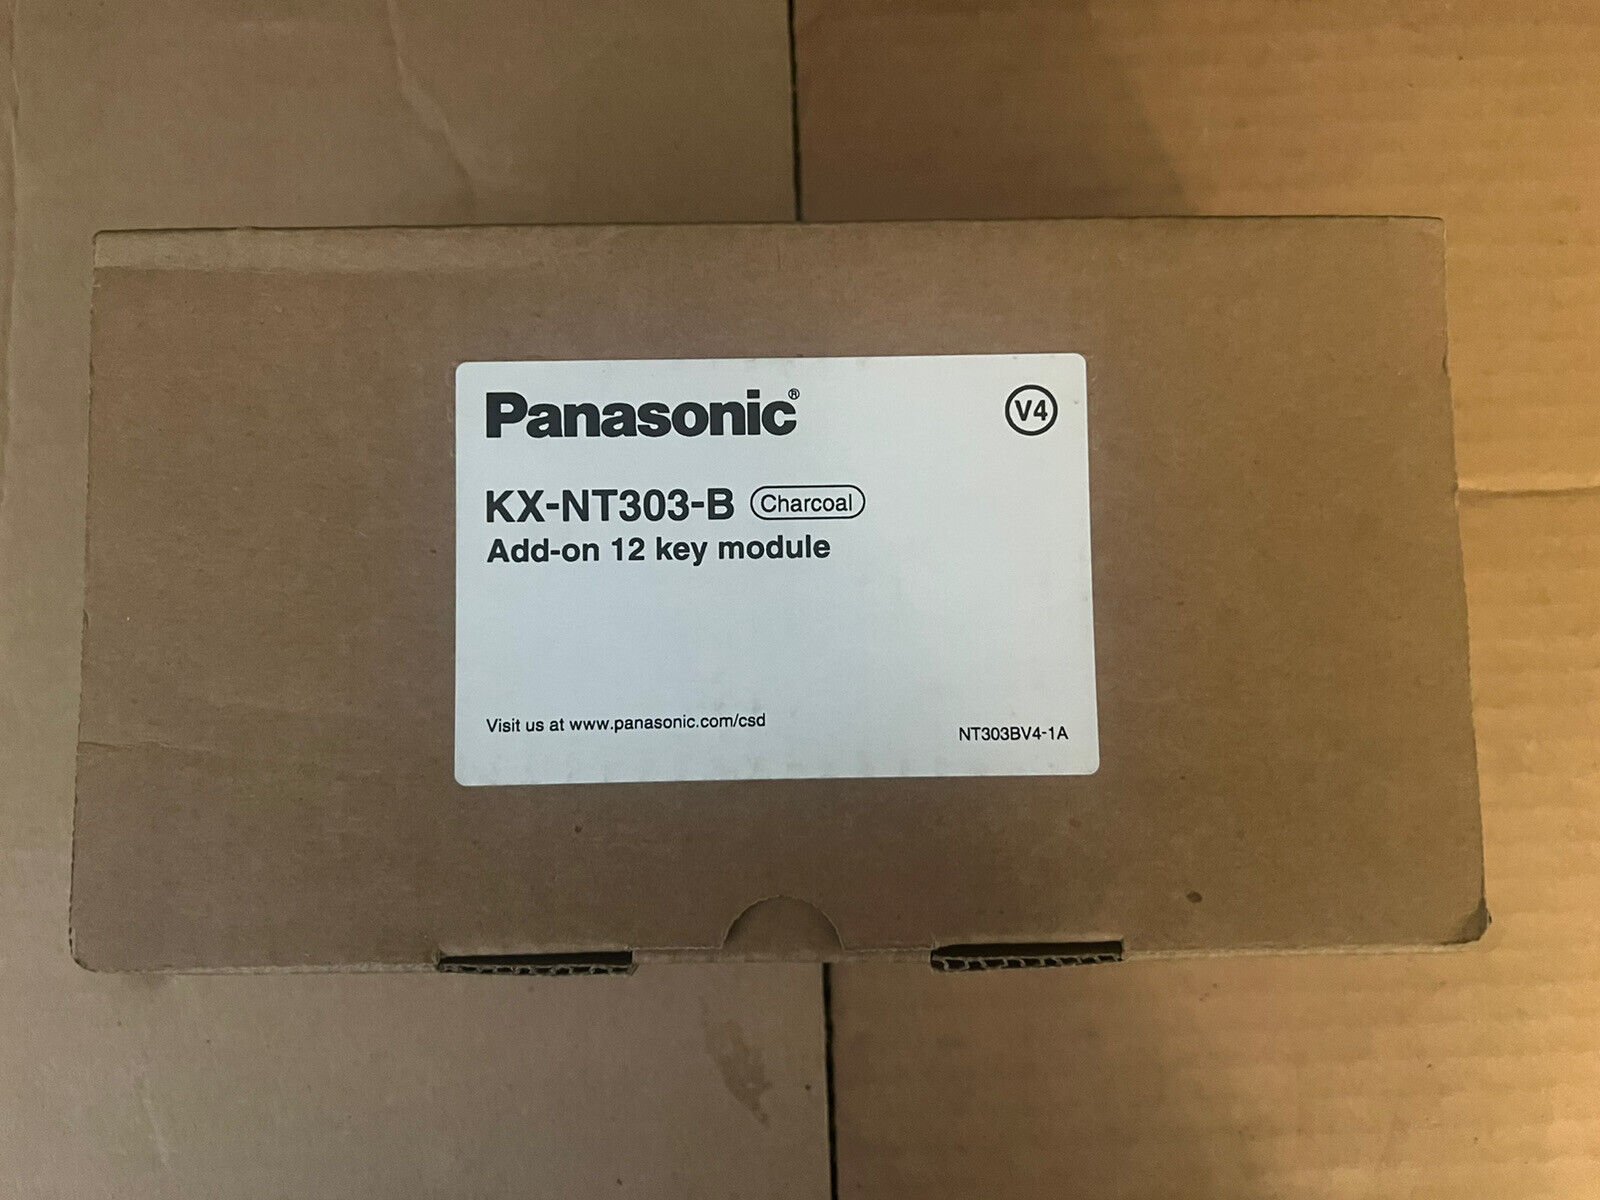 Panasonic®
V4
KX-NT303-B Charcoal
Add-on 12 key module
Visit us at www.panasonic.com/csd
NT303BV4-1A